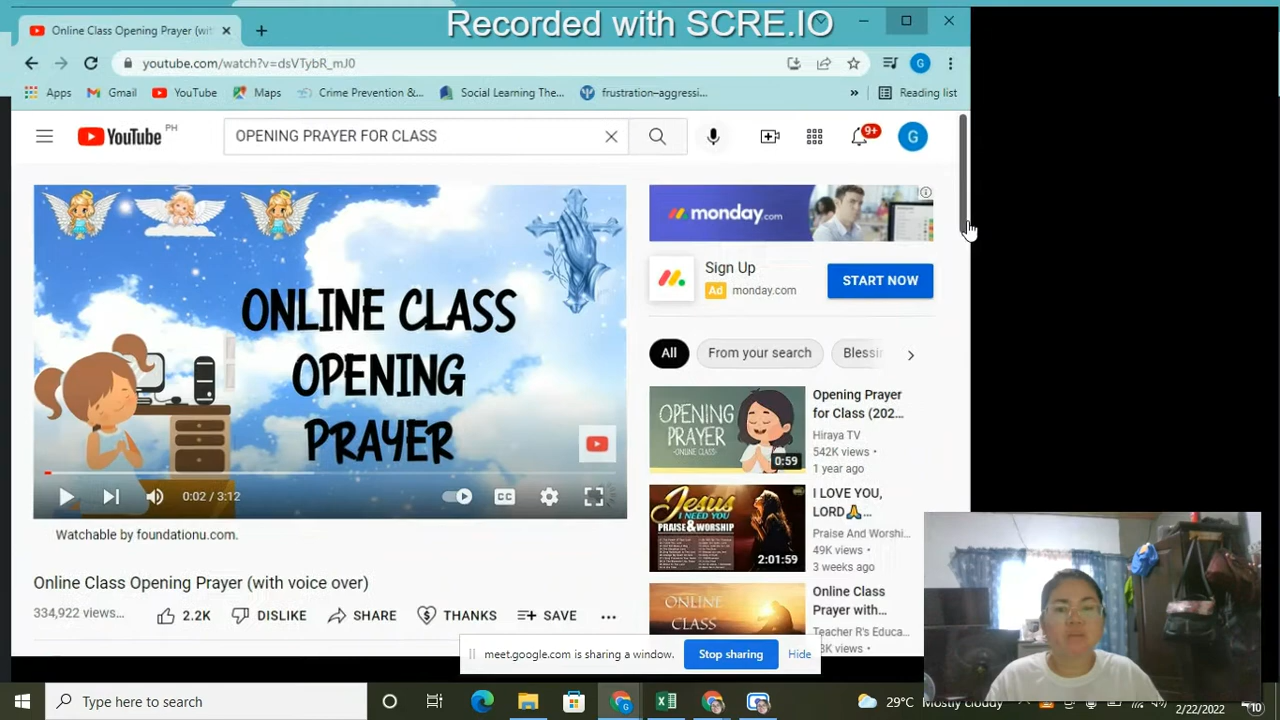 Recorded with SCRE.IO
Online Class Opening Prayer (wit
youtube.com/watch?v=dsVTybR_mJ0
G
Apps
Gmail
YouTube
Maps
Crime Prevention &...
Social Learning The...
frustration–aggressi...
»
Reading list
YouTube PH
OPENING PRAYER FOR CLASS
9+
G
ONLINE CLASS
OPENING
PRAYER
0:02 / 3:12
CC
Watchable by foundationu.com.
Online Class Opening Prayer (with voice over)
334,922 views...
2.2K
DISLIKE
SHARE
THANKS
SAVE
monday.com
Sign Up
Ad monday.com
START NOW
All
From your search
Blessin
OPENING
PRAYER
-ONLINE CLASS-
0:59
Opening Prayer
for Class (202...
Hiraya TV
542K views •
1 year ago
Jesus
I NEED YOU
PRAISE & WORSHIP
2:01:59
I LOVE YOU,
LORD🙏...
Praise And Worshi...
49K views •
3 weeks ago
ONLINE
CLASS
Online Class
Prayer with...
Teacher R's Educa...
K views •
meet.google.com is sharing a window.
Stop sharing
Hide
Type here to search
29°C Mostly cloudy
2/22/2022
10